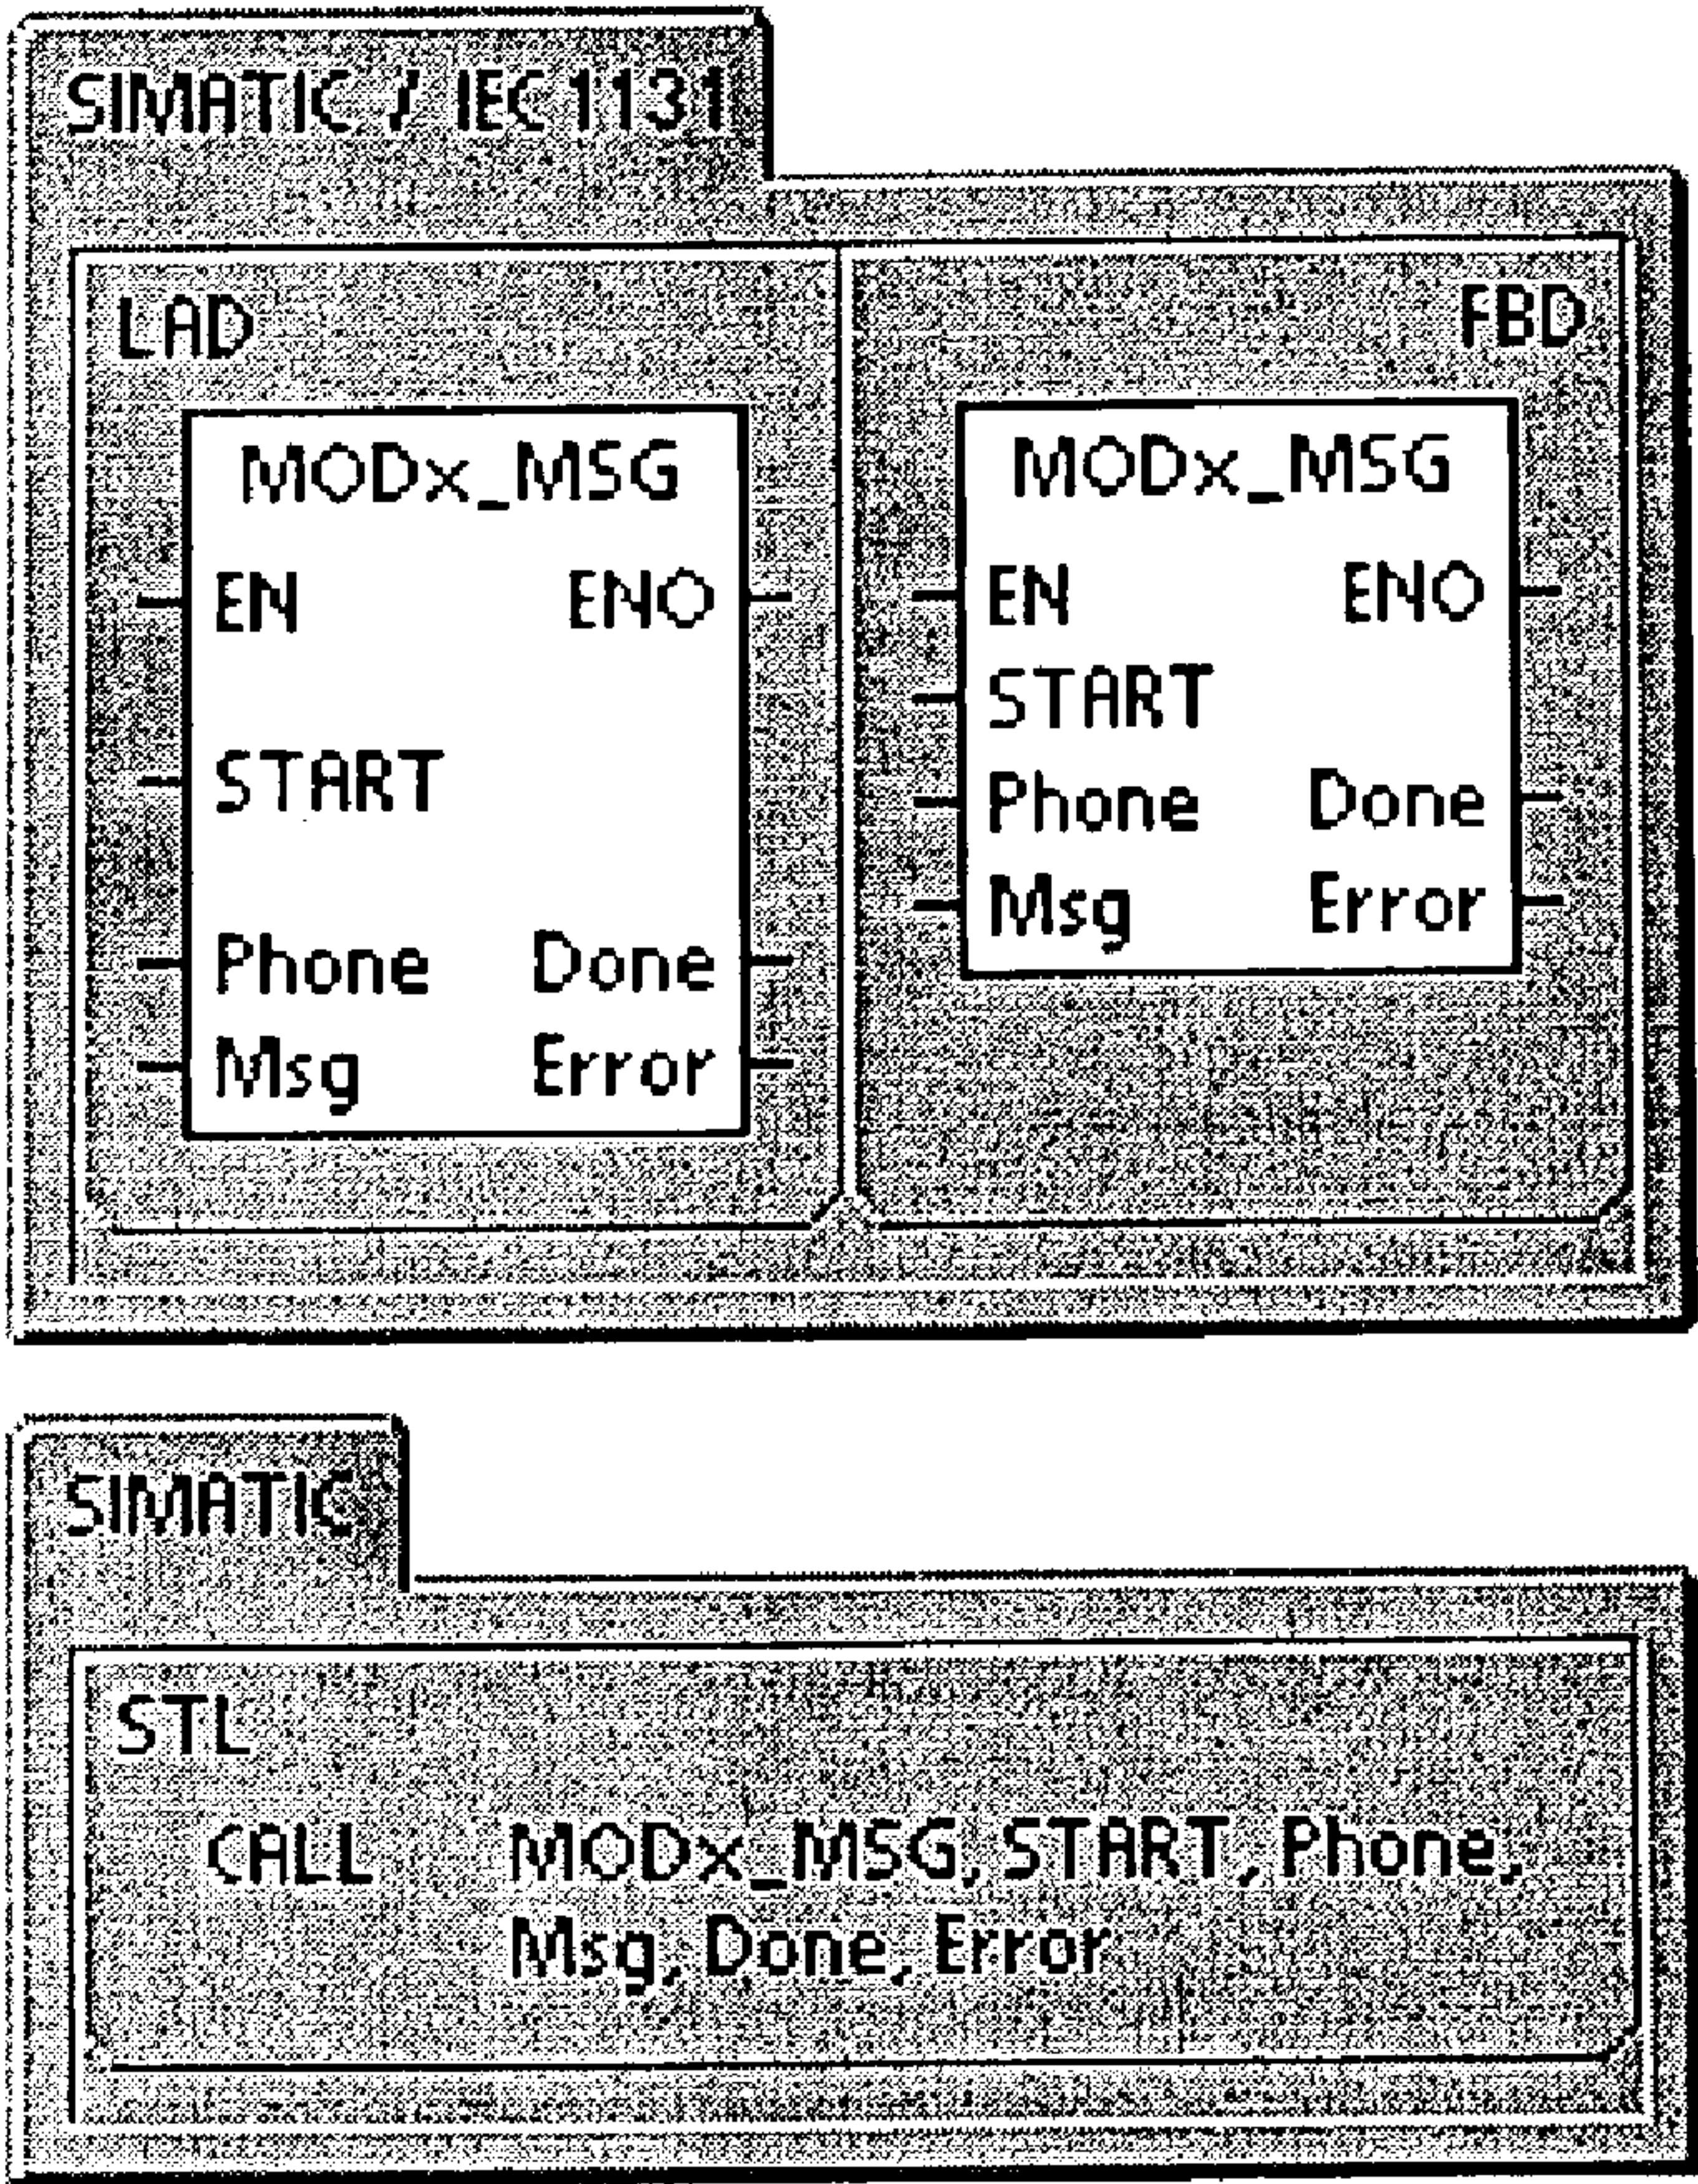 SIMATIC / IEC 1131
LAD
MODx_MSG
EN ENO
START
Phone Done
Msg Error
FBD
MODx_MSG
EN ENO
START
Phone Done
Msg Error
SIMATIC
STL
CALL MODx_MSG, START, Phone,
Msg, Done, Error